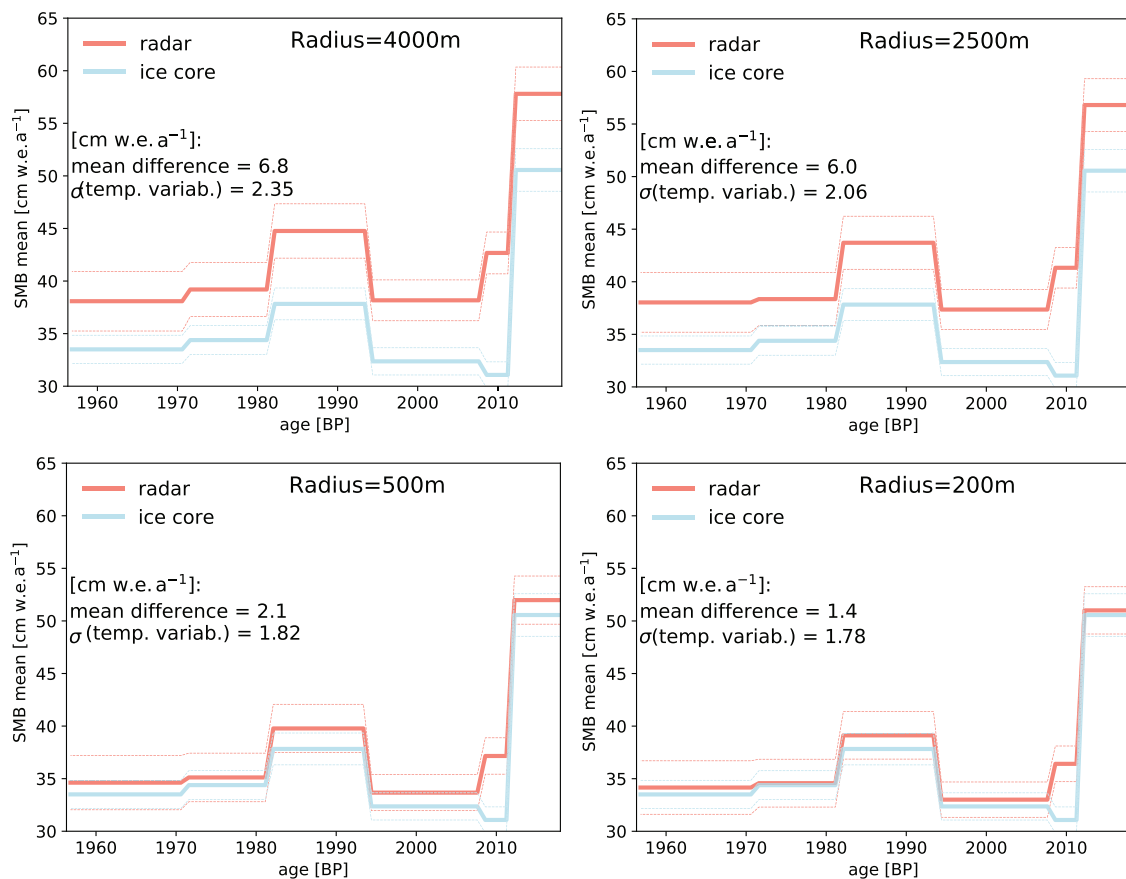 Radius=4000m
radar
ice core
[cm w.e. a⁻¹]:
mean difference = 6.8
σ(temp. variab.) = 2.35
SMB mean [cm w.e. a⁻¹]
65
60
55
50
45
40
35
30
1960 1970 1980 1990 2000 2010
age [BP]
Radius=2500m
radar
ice core
[cm w.e. a⁻¹]:
mean difference = 6.0
σ(temp. variab.) = 2.06
SMB mean [cm w.e. a⁻¹]
65
60
55
50
45
40
35
30
1960 1970 1980 1990 2000 2010
age [BP]
Radius=500m
radar
ice core
[cm w.e. a⁻¹]:
mean difference = 2.1
σ (temp. variab.) = 1.82
SMB mean [cm w.e. a⁻¹]
65
60
55
50
45
40
35
30
1960 1970 1980 1990 2000 2010
age [BP]
Radius=200m
radar
ice core
[cm w.e. a⁻¹]:
mean difference = 1.4
σ(temp. variab.) = 1.78
SMB mean [cm w.e. a⁻¹]
65
60
55
50
45
40
35
30
1960 1970 1980 1990 2000 2010
age [BP]